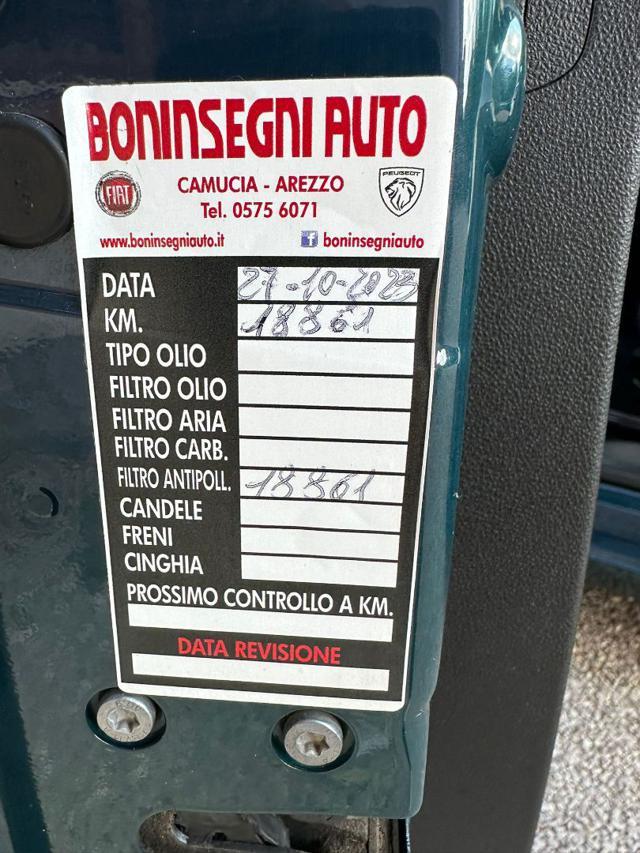 BONINSEGNI AUTO
FIAT
CAMUCIA - AREZZO
PEUGEOT
Tel. 0575 6071
www.boninsegniauto.it
f boninsegniauto
DATA 27-10-2023
KM. 18861
TIPO OLIO
FILTRO OLIO
FILTRO ARIA
FILTRO CARB.
FILTRO ANTIPOLL. 18861
CANDELE
FRENI
CINGHIA
PROSSIMO CONTROLLO A KM.
DATA REVISIONE